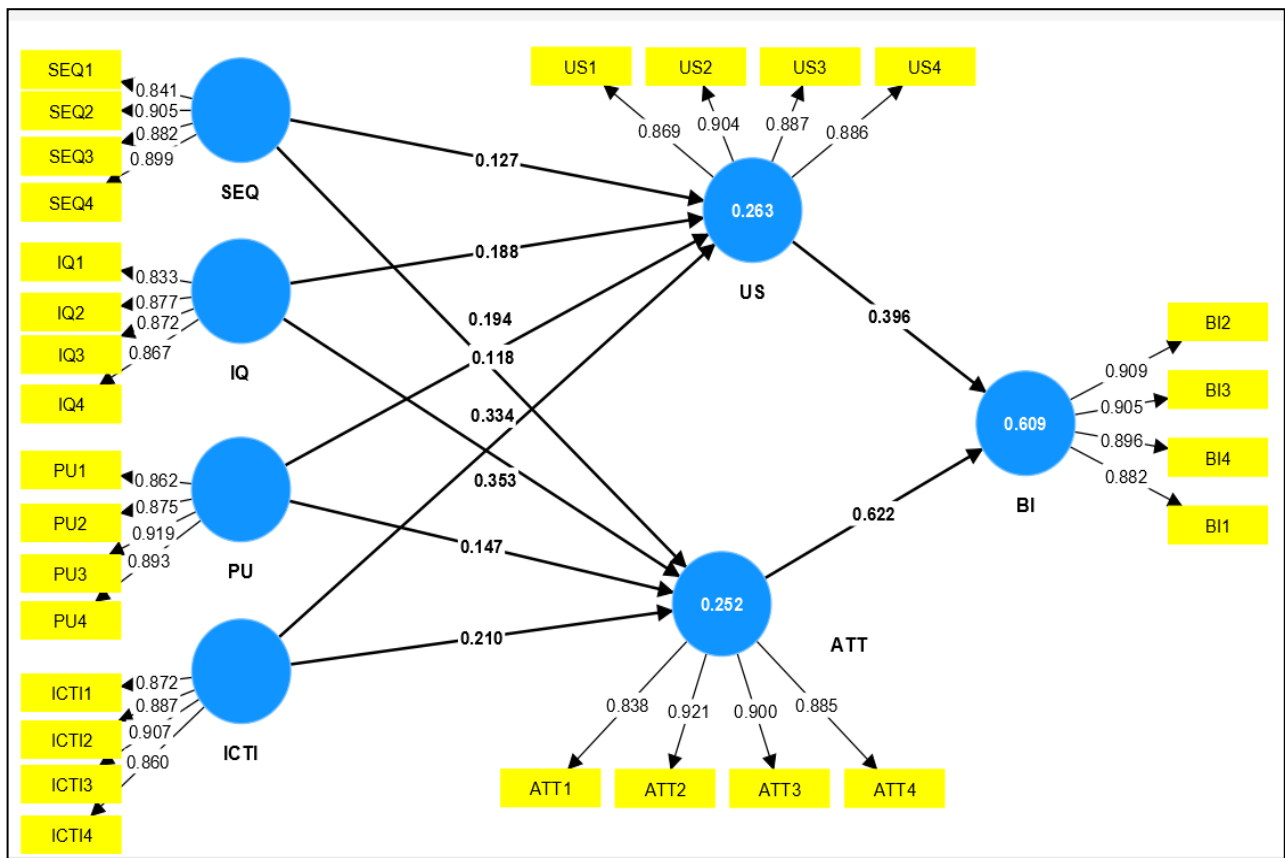 SEQ1
SEQ2
SEQ3
SEQ4
0.841
0.905
0.882
0.899
SEQ
IQ1
IQ2
IQ3
IQ4
0.833
0.877
0.872
0.867
IQ
PU1
PU2
PU3
PU4
0.862
0.875
0.919
0.893
PU
ICTI1
ICTI2
ICTI3
ICTI4
0.872
0.887
0.907
0.860
ICTI
0.127
0.188
0.194
0.118
0.334
0.353
0.147
0.210
US1
US2
US3
US4
0.869
0.904
0.887
0.886
0.263
US
0.396
0.622
0.252
ATT
0.838
0.921
0.900
0.885
ATT1
ATT2
ATT3
ATT4
0.609
BI
0.909
0.905
0.896
0.882
BI2
BI3
BI4
BI1